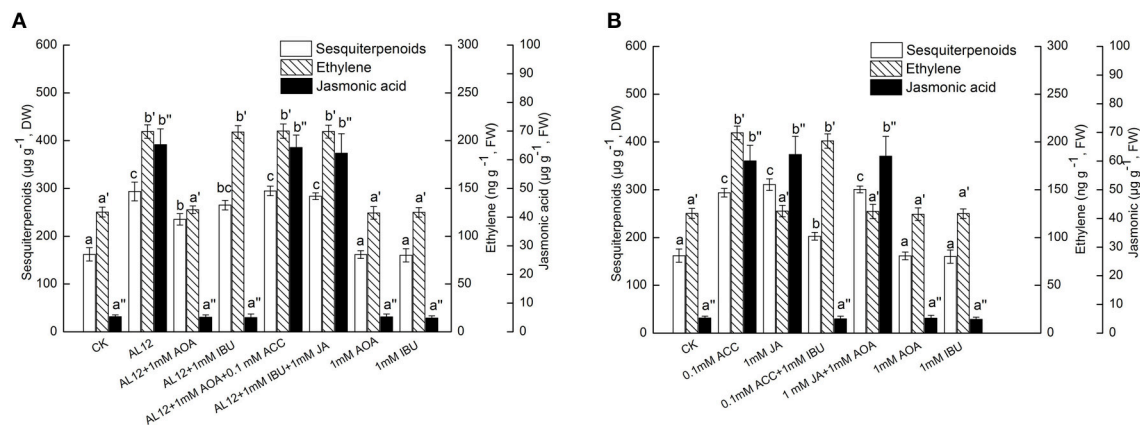 A
Sesquiterpenoids (µg g-1, DW)
600
500
400
300
200
100
0
Sesquiterpenoids
Ethylene
Jasmonic acid
a a' a''
c b' b''
b a' a''
bc b' a''
c b' b''
c b' b''
a a' a''
a a' a''
CK
AL12
AL12+1mM AOA
AL12+1mM IBU
AL12+1mM AOA+0.1 mM ACC
AL12+1mM IBU+1mM JA
1mM AOA
1mM IBU
300
250
200
150
100
50
0
Ethylene (ng g-1, FW)
100
90
80
70
60
50
40
30
20
10
0
Jasmonic acid (µg g-1, FW)
B
Sesquiterpenoids (µg g-1, DW)
600
500
400
300
200
100
0
Sesquiterpenoids
Ethylene
Jasmonic acid
a a' a''
c b' b''
c a' b''
b b' a''
c a' b''
a a' a''
a a' a''
CK
0.1mM ACC
1mM JA
0.1mM ACC+1mM IBU
1 mM JA+1mM AOA
1mM AOA
1mM IBU
300
250
200
150
100
50
0
Ethylene (ng g-1, FW)
100
90
80
70
60
50
40
30
20
10
0
Jasmonic acid (µg g-1, FW)